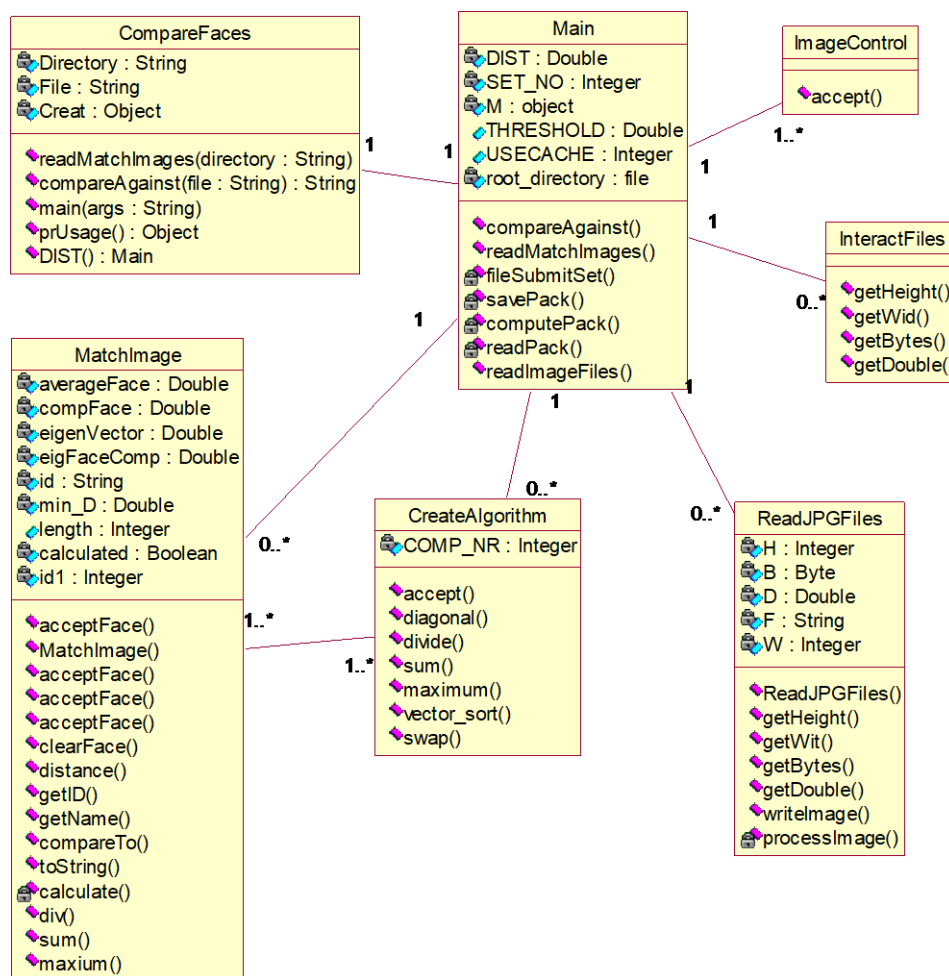 CompareFaces
Directory : String
File : String
Creat : Object
readMatchImages(directory : String)
compareAgainst(file : String) : String
main(args : String)
prUsage() : Object
DIST() : Main
1
1
Main
DIST : Double
SET_NO : Integer
M : object
THRESHOLD : Double
USECACHE : Integer
root_directory : file
compareAgainst()
readMatchImages()
fileSubmitSet()
savePack()
computePack()
readPack()
readImageFiles()
ImageControl
accept()
1..*
1
1
InteractFiles
getHeight()
getWid()
getBytes()
getDouble(
0..*
1
1
1
MatchImage
averageFace : Double
compFace : Double
eigenVector : Double
eigFaceComp : Double
id : String
min_D : Double
length : Integer
calculated : Boolean
id1 : Integer
acceptFace()
MatchImage()
acceptFace()
acceptFace()
acceptFace()
clearFace()
distance()
getID()
getName()
compareTo()
toString()
calculate()
div()
sum()
maxium()
0..*
1..*
1..*
0..*
CreateAlgorithm
COMP_NR : Integer
accept()
diagonal()
divide()
sum()
maximum()
vector_sort()
swap()
0..*
ReadJPGFiles
H : Integer
B : Byte
D : Double
F : String
W : Integer
ReadJPGFiles()
getHeight()
getWit()
getBytes()
getDouble()
writeImage()
processImage()